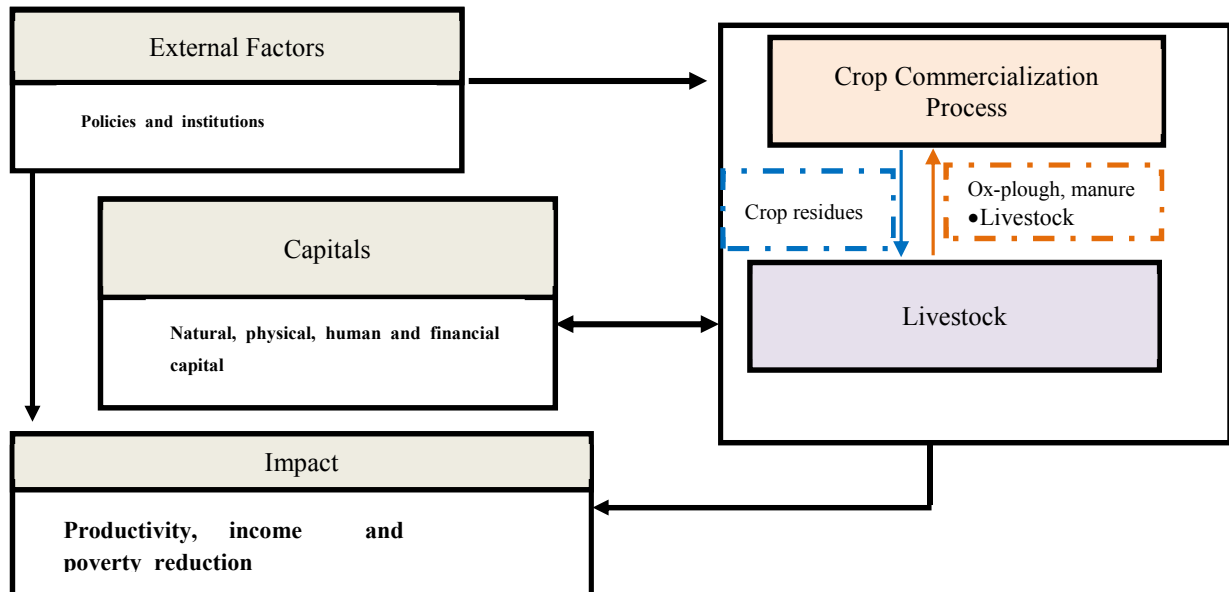 External Factors
Policies and institutions
Crop Commercialization
Process
Crop residues
Ox-plough, manure
•Livestock
Livestock
Capitals
Natural, physical, human and financial
capital
Impact
Productivity, income and
poverty reduction